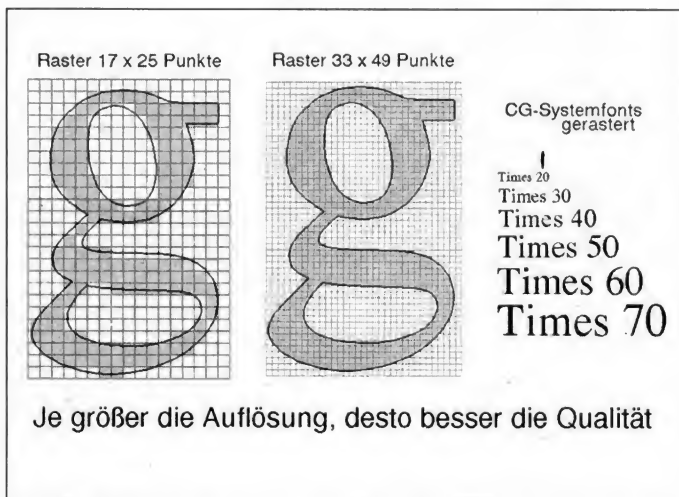 Raster 17 x 25 Punkte
Raster 33 x 49 Punkte
g
g
CG-Systemfonts
gerastert
Times 20
Times 30
Times 40
Times 50
Times 60
Times 70
Je größer die Auflösung, desto besser die Qualität